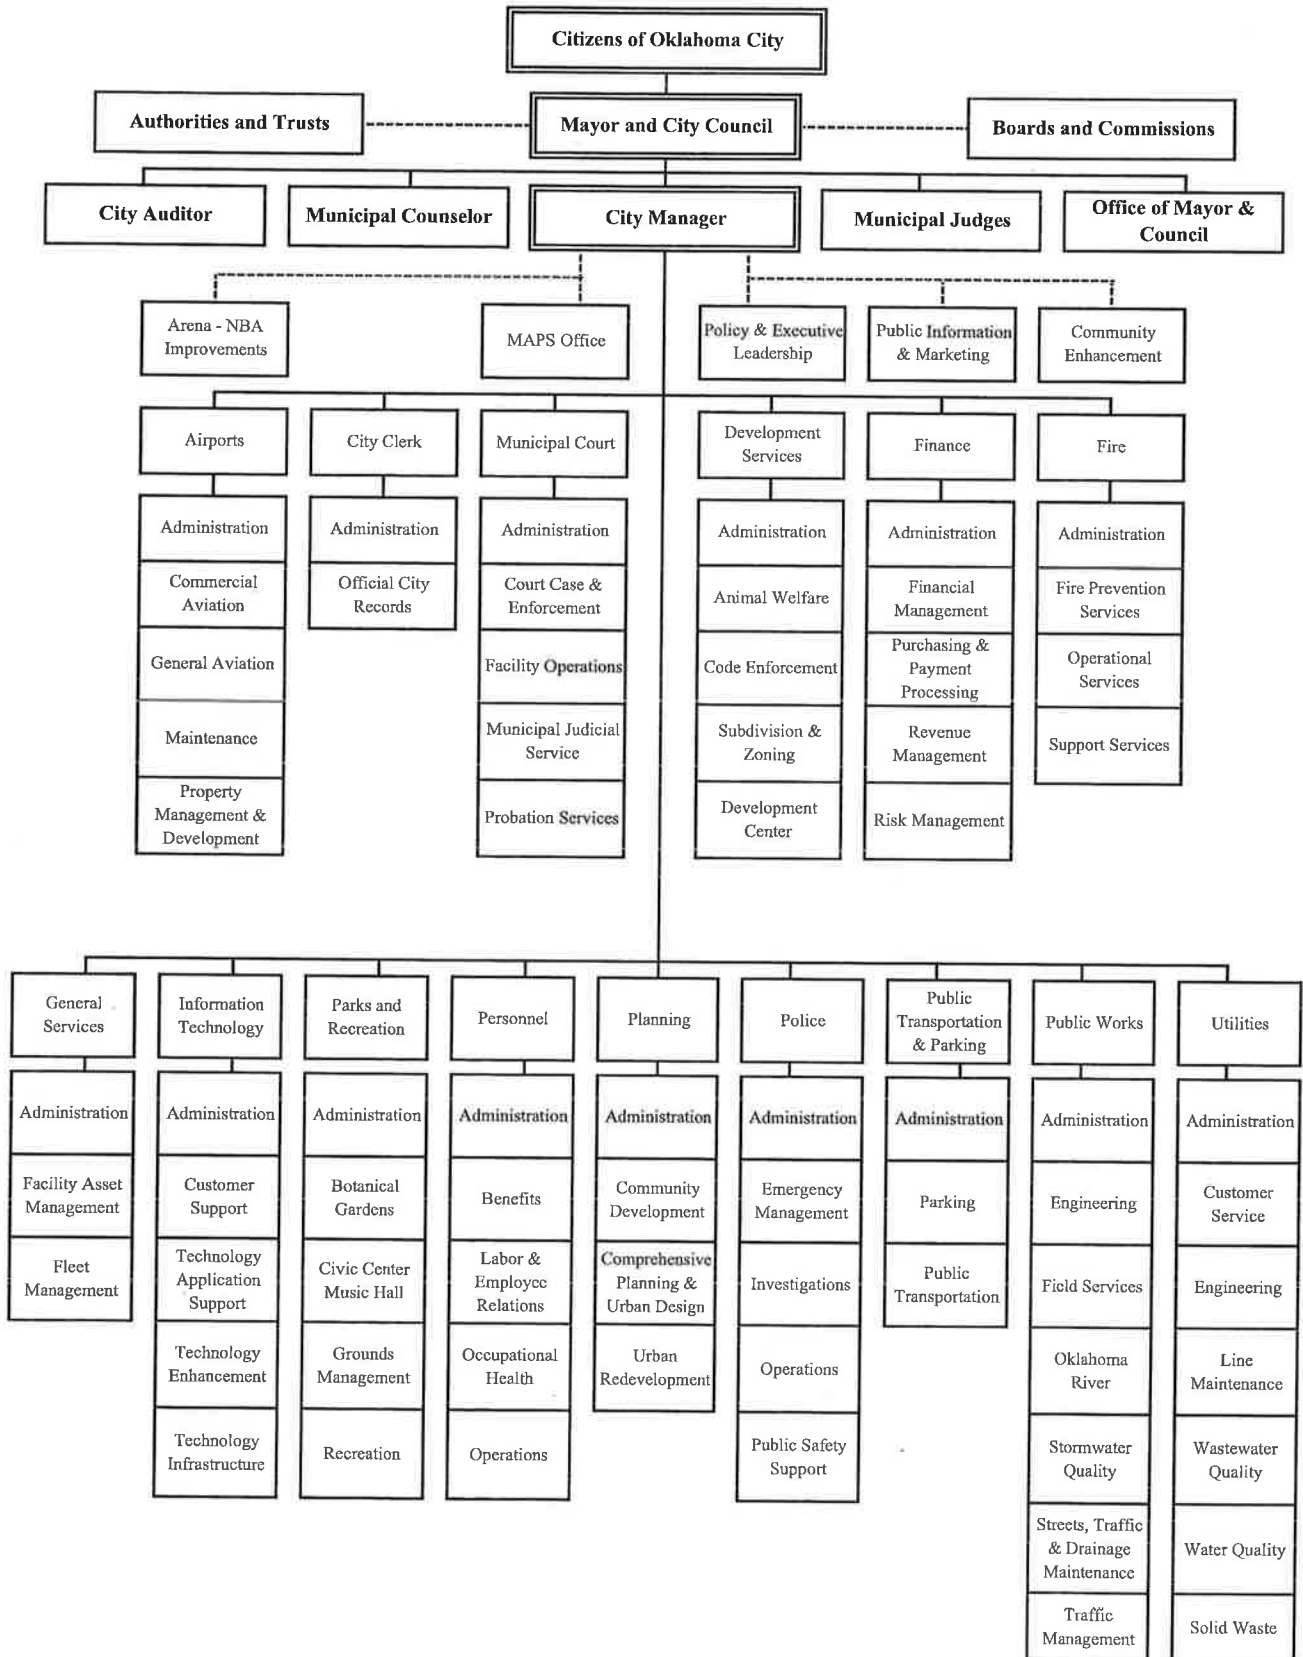 Citizens of Oklahoma City
Authorities and Trusts
Mayor and City Council
Boards and Commissions
City Auditor
Municipal Counselor
City Manager
Municipal Judges
Office of Mayor &
Council
Arena - NBA
Improvements
MAPS Office
Policy & Executive
Leadership
Public Information
& Marketing
Community
Enhancement
Airports
City Clerk
Municipal Court
Development
Services
Finance
Fire
Administration
Commercial
Aviation
General Aviation
Maintenance
Property
Management &
Development
Administration
Official City
Records
Administration
Court Case &
Enforcement
Facility Operations
Municipal Judicial
Service
Probation Services
Administration
Animal Welfare
Code Enforcement
Subdivision &
Zoning
Development
Center
Administration
Financial
Management
Purchasing &
Payment
Processing
Revenue
Management
Risk Management
Administration
Fire Prevention
Services
Operational
Services
Support Services
General
Services
Information
Technology
Parks and
Recreation
Personnel
Planning
Police
Public
Transportation
& Parking
Public Works
Utilities
Administration
Facility Asset
Management
Fleet
Management
Administration
Customer
Support
Technology
Application
Support
Technology
Enhancement
Technology
Infrastructure
Administration
Botanical
Gardens
Civic Center
Music Hall
Grounds
Management
Recreation
Administration
Benefits
Labor &
Employee
Relations
Occupational
Health
Operations
Administration
Community
Development
Comprehensive
Planning &
Urban Design
Urban
Redevelopment
Administration
Emergency
Management
Investigations
Operations
Public Safety
Support
Administration
Parking
Public
Transportation
Administration
Engineering
Field Services
Oklahoma
River
Stormwater
Quality
Streets, Traffic
& Drainage
Maintenance
Traffic
Management
Administration
Customer
Service
Engineering
Line
Maintenance
Wastewater
Quality
Water Quality
Solid Waste